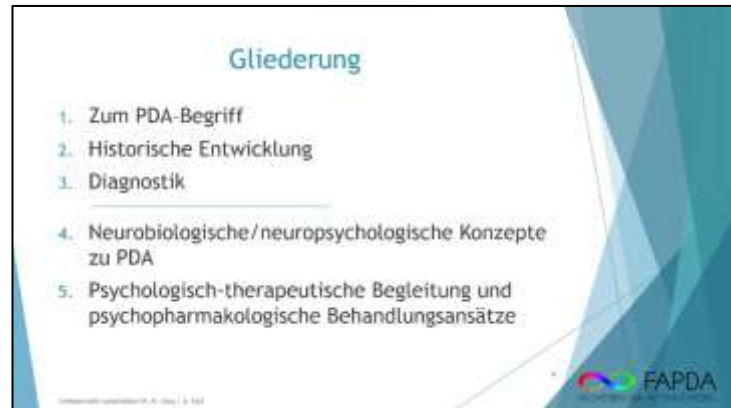 Gliederung
1. Zum PDA-Begriff
2. Historische Entwicklung
3. Diagnostik
4. Neurobiologische/neuropsychologische Konzepte
zu PDA
5. Psychologisch-therapeutische Begleitung und
psychopharmakologische Behandlungsansätze
FAPDA